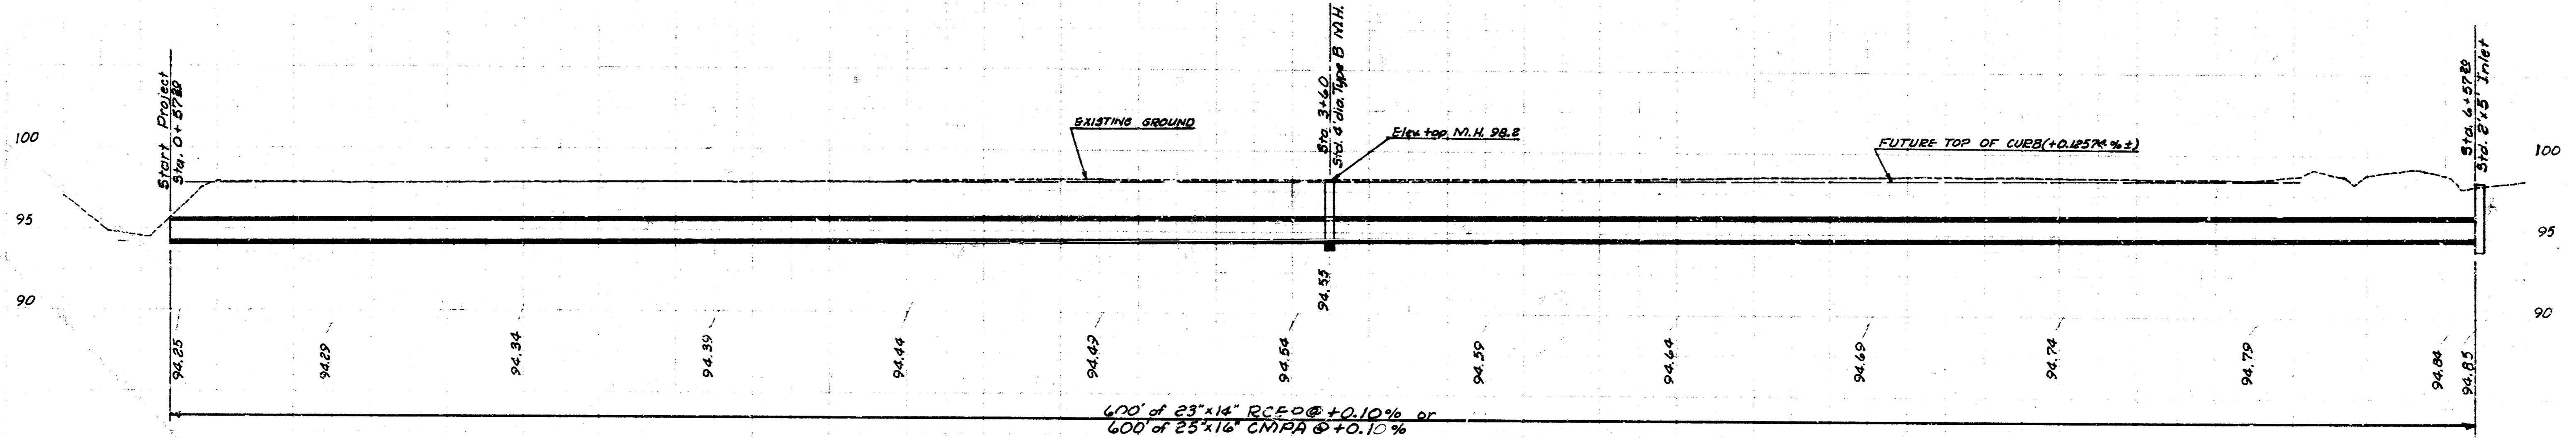 Start Project
Sta. 0+57.20
Sta. 3+60
Std. 4' dia. Type B M.H.
Sta. 6+57.20
Std. 2'x5' Inlet
EXISTING GROUND
Elev. top M.H. 98.2
FUTURE TOP OF CURB (+0.12574%±)
100
100
95
95
90
90
94.25
94.29
94.34
94.39
94.44
94.49
94.54
94.55
94.59
94.64
94.69
94.74
94.79
94.84
94.85
600' of 23"x14" @ +0.10% or
600' of 25"x16" CMPA @ +0.10%